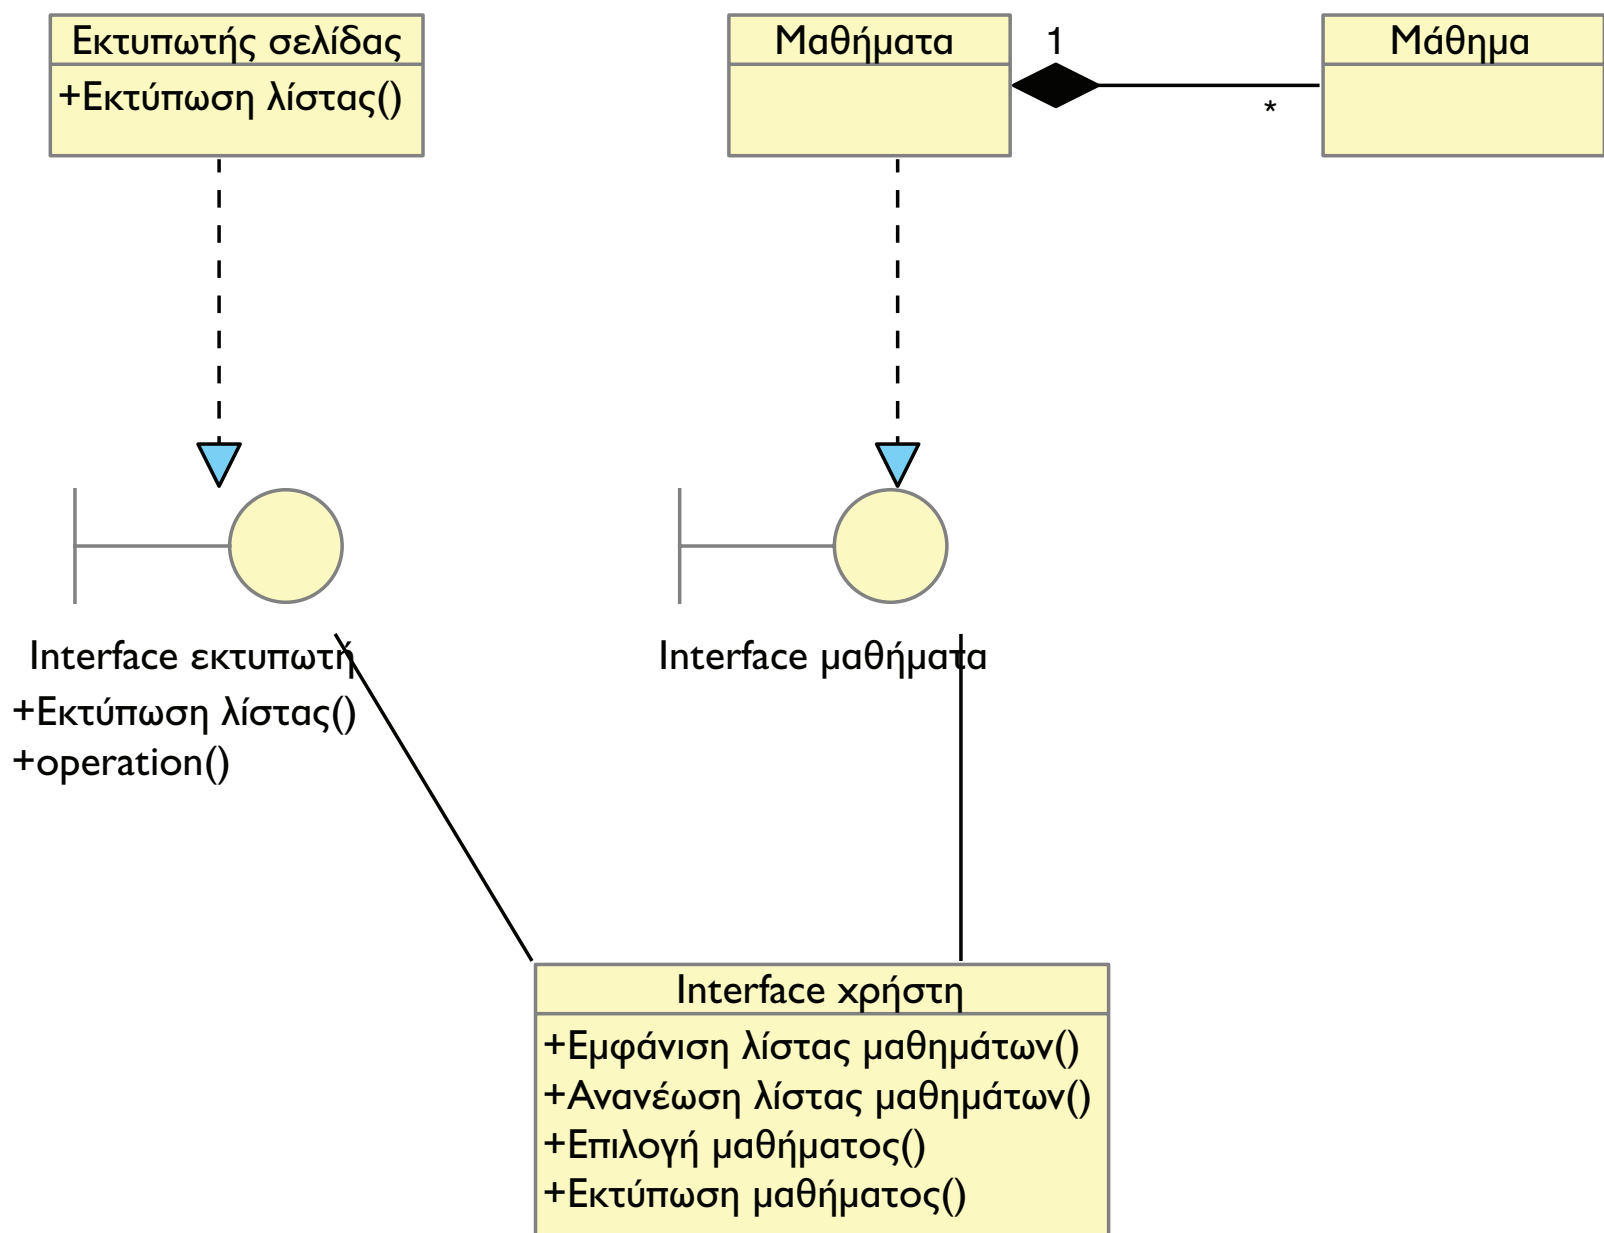 Εκτυπωτής σελίδας
+Εκτύπωση λίστας()
Μαθήματα
1
*
Μάθημα
Interface εκτυπωτή
+Εκτύπωση λίστας()
+operation()
Interface μαθήματα
Interface χρήστη
+Εμφάνιση λίστας μαθημάτων()
+Ανανέωση λίστας μαθημάτων()
+Επιλογή μαθήματος()
+Εκτύπωση μαθήματος()